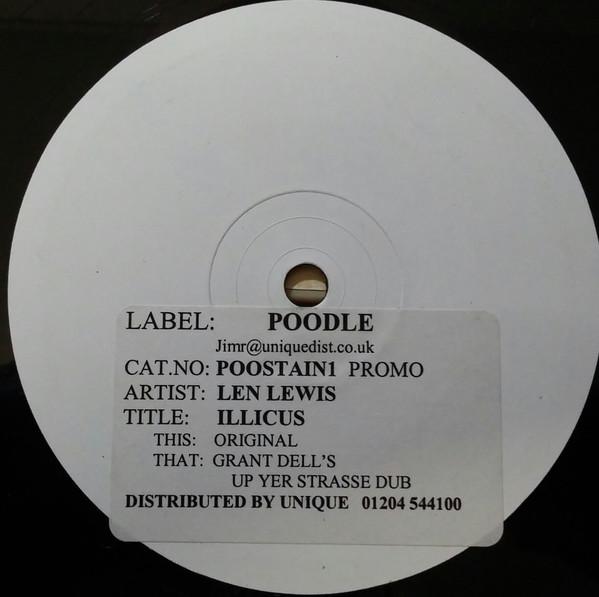 LABEL: POODLE
Jimr@uniquedist.co.uk
CAT.NO: POOSTAIN1 PROMO
ARTIST: LEN LEWIS
TITLE: ILLICUS
THIS: ORIGINAL
THAT: GRANT DELL'S
UP YER STRASSE DUB
DISTRIBUTED BY UNIQUE 01204 544100